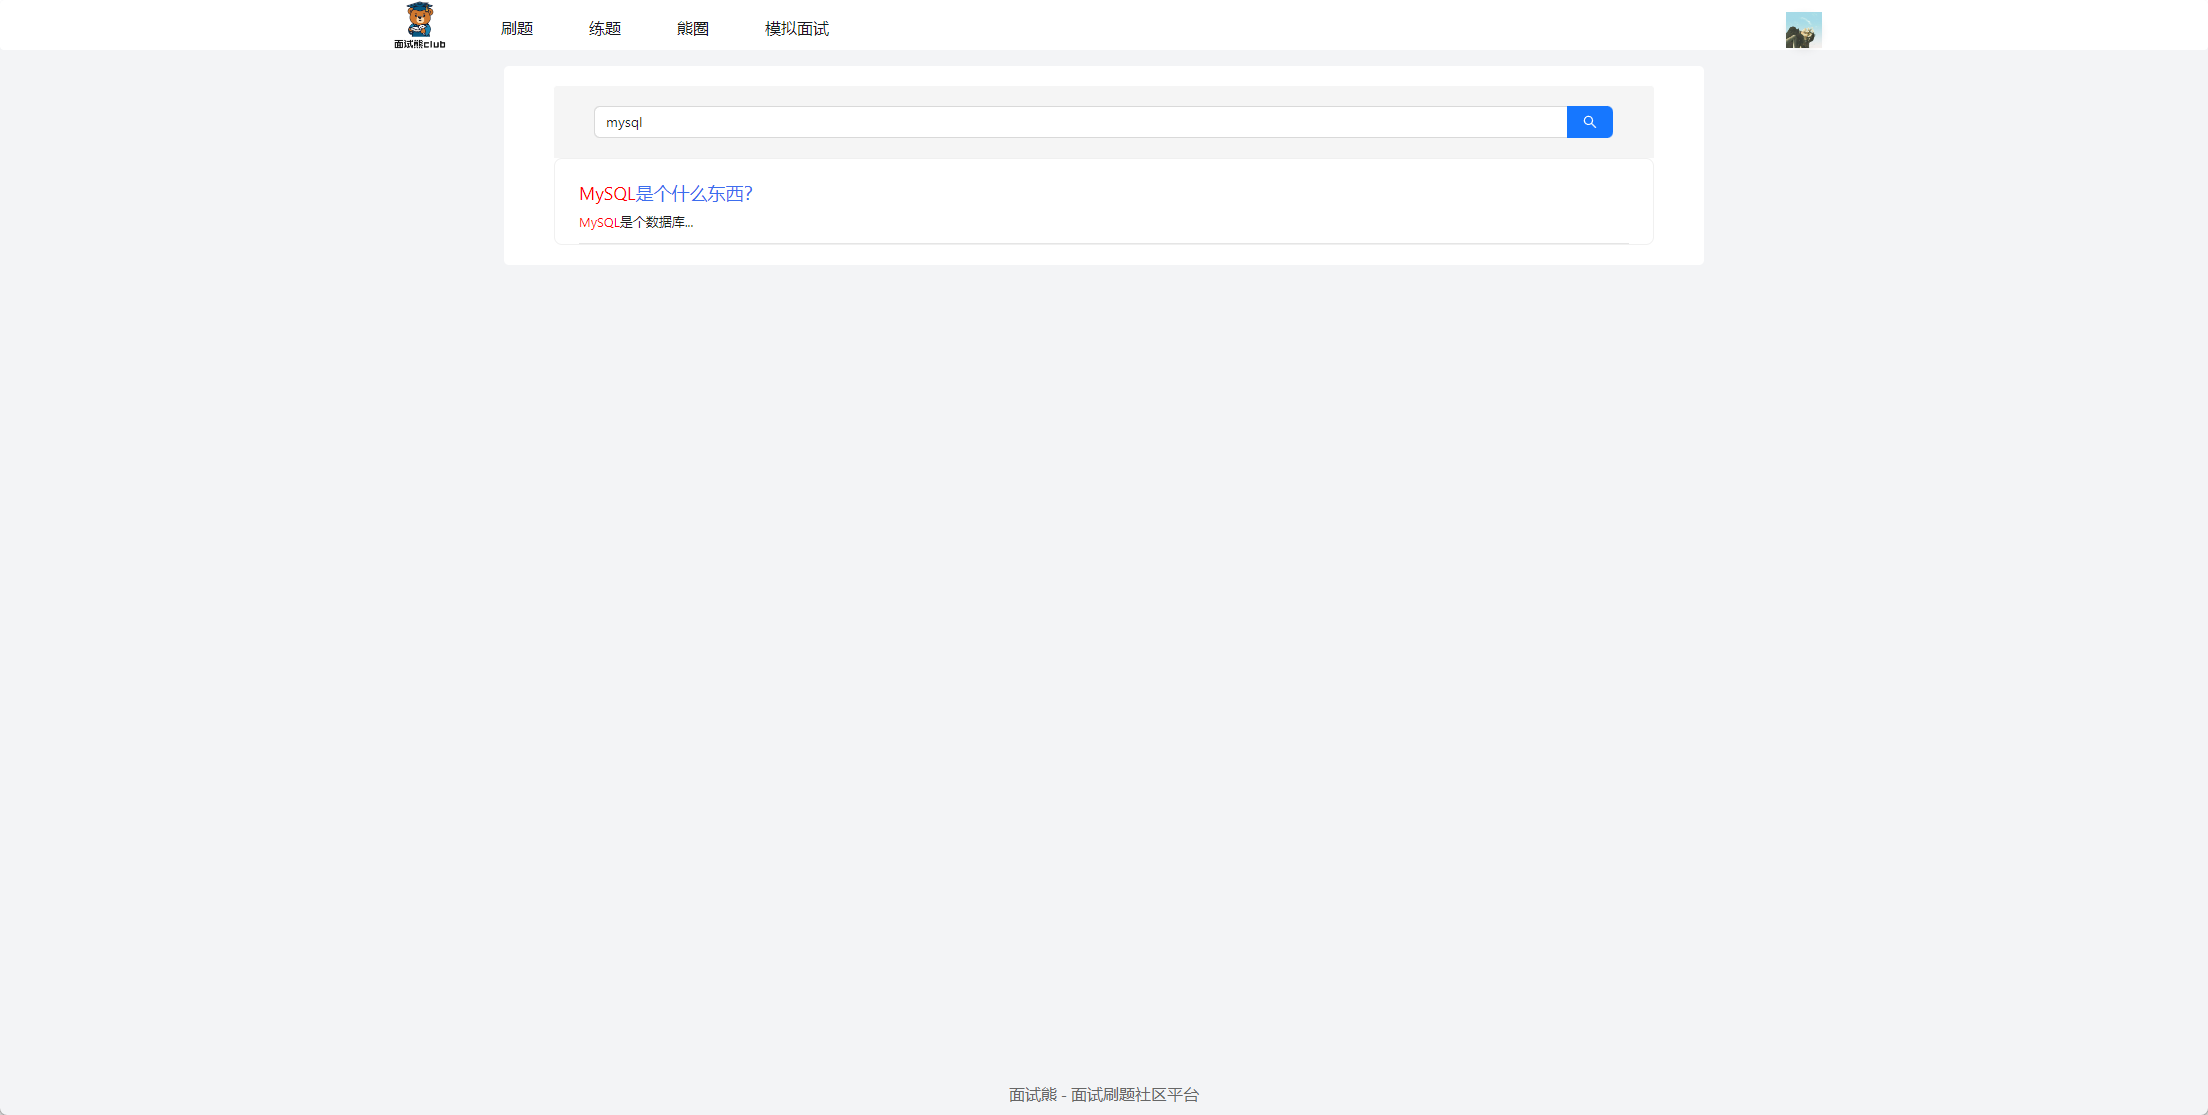 面试熊club
刷题 练题 熊圈 模拟面试
mysql
MySQL是个什么东西?
MySQL是个数据库...
面试熊 - 面试刷题社区平台